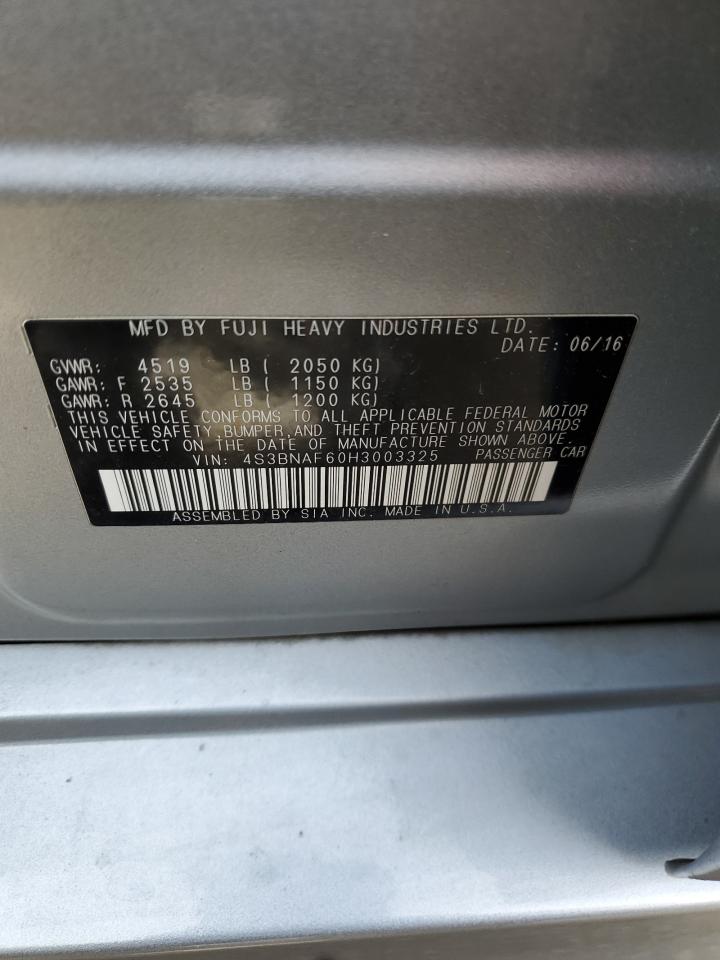 MFD BY FUJI HEAVY INDUSTRIES LTD.
DATE: 06/16
GVWR: 4519 LB ( 2050 KG)
GAWR: F 2535 LB ( 1150 KG)
GAWR: R 2645 LB ( 1200 KG)
THIS VEHICLE CONFORMS TO ALL APPLICABLE FEDERAL MOTOR
VEHICLE SAFETY, BUMPER, AND THEFT PREVENTION STANDARDS
IN EFFECT ON THE DATE OF MANUFACTURE SHOWN ABOVE.
VIN: 4S3BNAF60H3003325 PASSENGER CAR
ASSEMBLED BY SIA INC. MADE IN U.S.A.